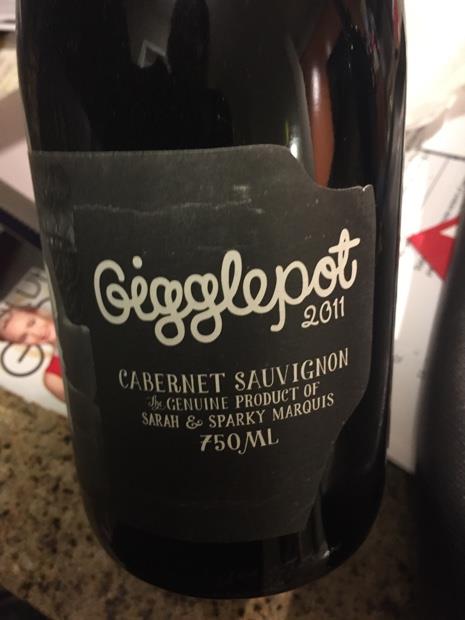 Gigglepot
2011
CABERNET SAUVIGNON
The GENUINE PRODUCT OF
SARAH & SPARKY MARQUIS
750ML